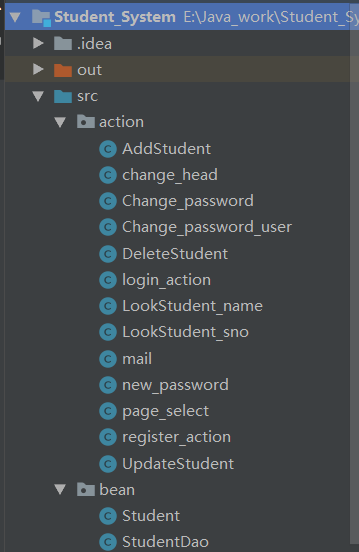 Student_System E:\Java_work\Student_Sy
.idea
out
src
action
AddStudent
change_head
Change_password
Change_password_user
DeleteStudent
login_action
LookStudent_name
LookStudent_sno
mail
new_password
page_select
register_action
UpdateStudent
bean
Student
StudentDao